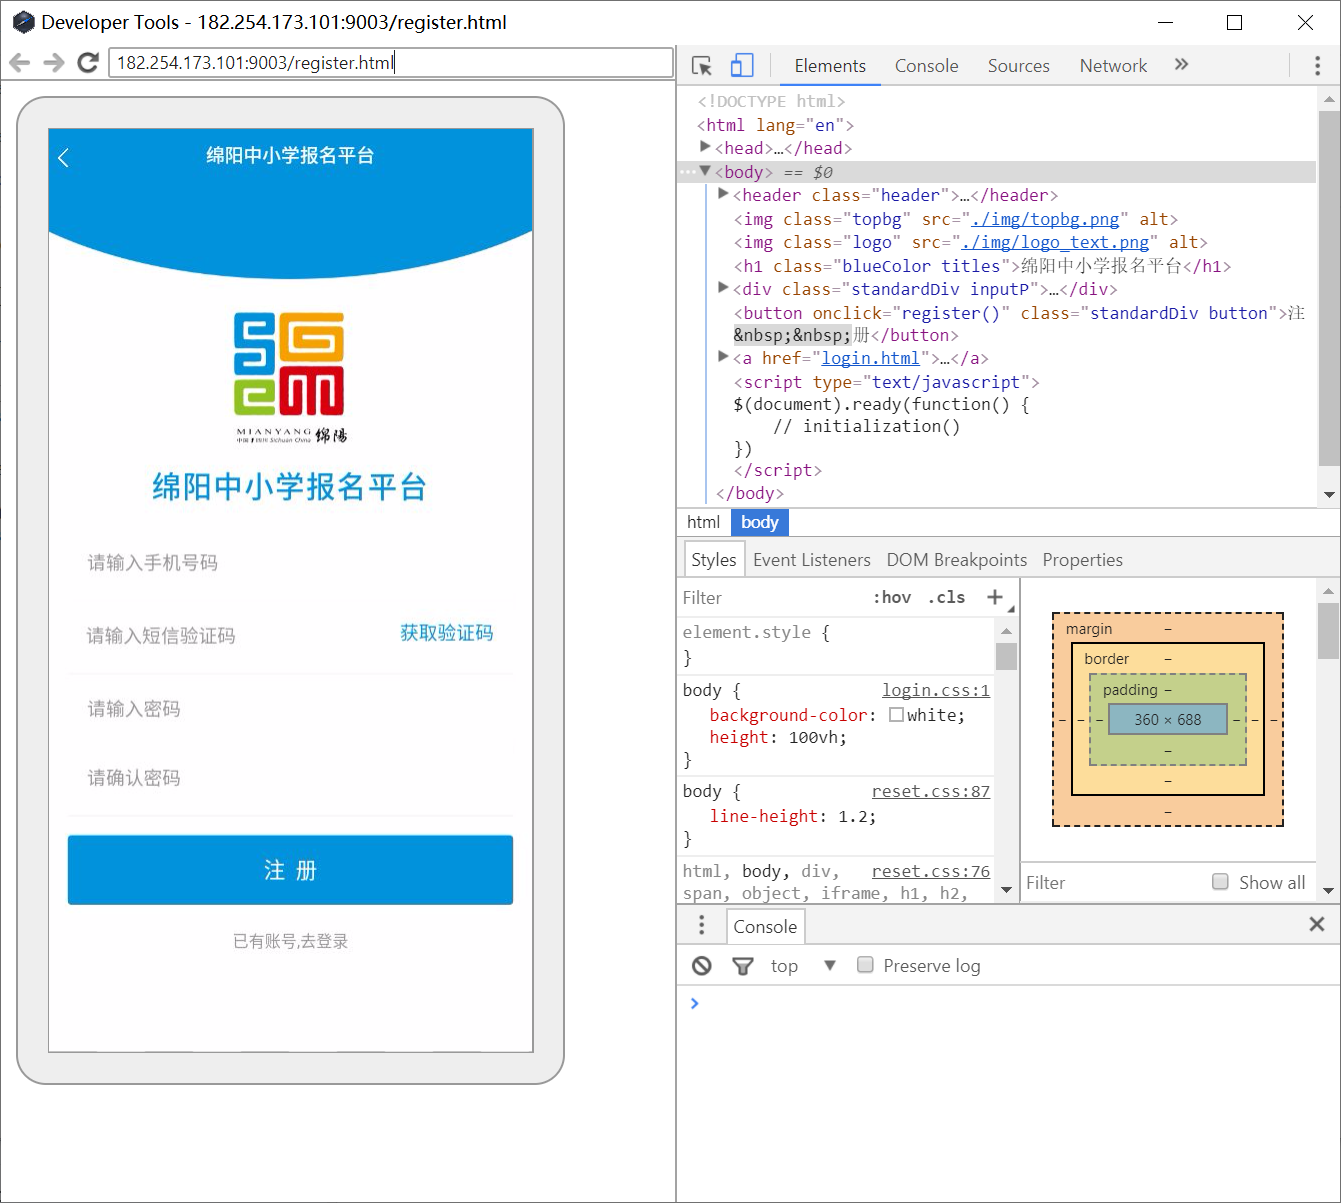 Developer Tools - 182.254.173.101:9003/register.html
182.254.173.101:9003/register.html
绵阳中小学报名平台
MIANYANG 绵陽
绵阳中小学报名平台
请输入手机号码
请输入短信验证码 获取验证码
请输入密码
请确认密码
注 册
已有账号,去登录
Elements Console Sources Network »
<!DOCTYPE html>
<html lang="en">
<head>…</head>
<body> == $0
<header class="header">…</header>
<img class="topbg" src="./img/topbg.png" alt>
<img class="logo" src="./img/logo_text.png" alt>
<h1 class="blueColor titles">绵阳中小学报名平台</h1>
<div class="standardDiv inputP">…</div>
<button onclick="register()" class="standardDiv button">注
&nbsp;&nbsp;册</button>
<a href="login.html">…</a>
<script type="text/javascript">
$(document).ready(function() {
// initialization()
})
</script>
</body>
html body
Styles Event Listeners DOM Breakpoints Properties
Filter :hov .cls +
element.style {
}
body { login.css:1
background-color: white;
height: 100vh;
}
body { reset.css:87
line-height: 1.2;
}
html, body, div, reset.css:76
span, object, iframe, h1, h2,
margin –
border –
padding –
– – – 360 × 688 – – –
–
–
–
Filter Show all
Console
top Preserve log